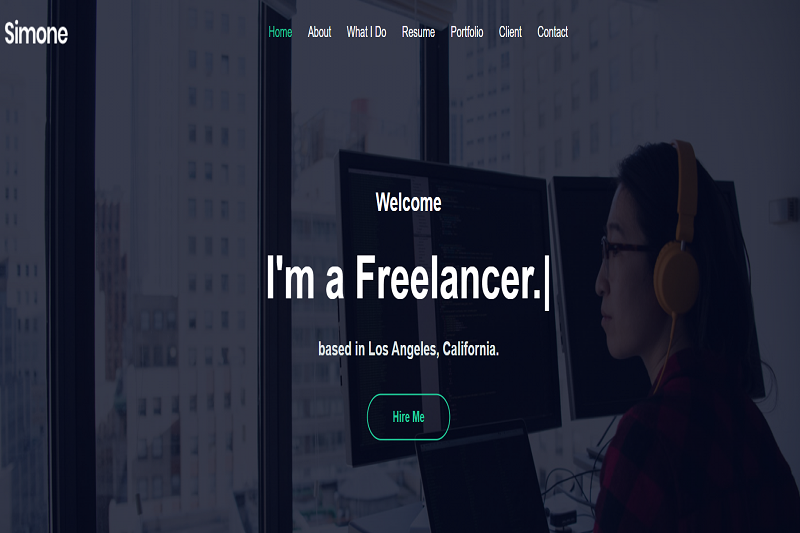 Simone
Home About What I Do Resume Portfolio Client Contact
Welcome
I'm a Freelancer.|
based in Los Angeles, California.
Hire Me